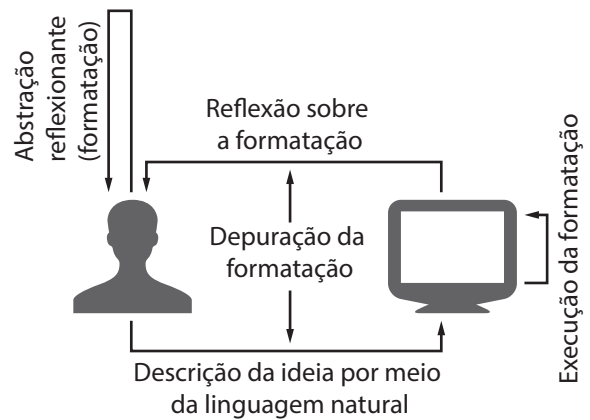 Abstração
reflexionante
(formatação)
Reflexão sobre
a formatação
Depuração da
formatação
Execução da formatação
Descrição da ideia por meio
da linguagem natural